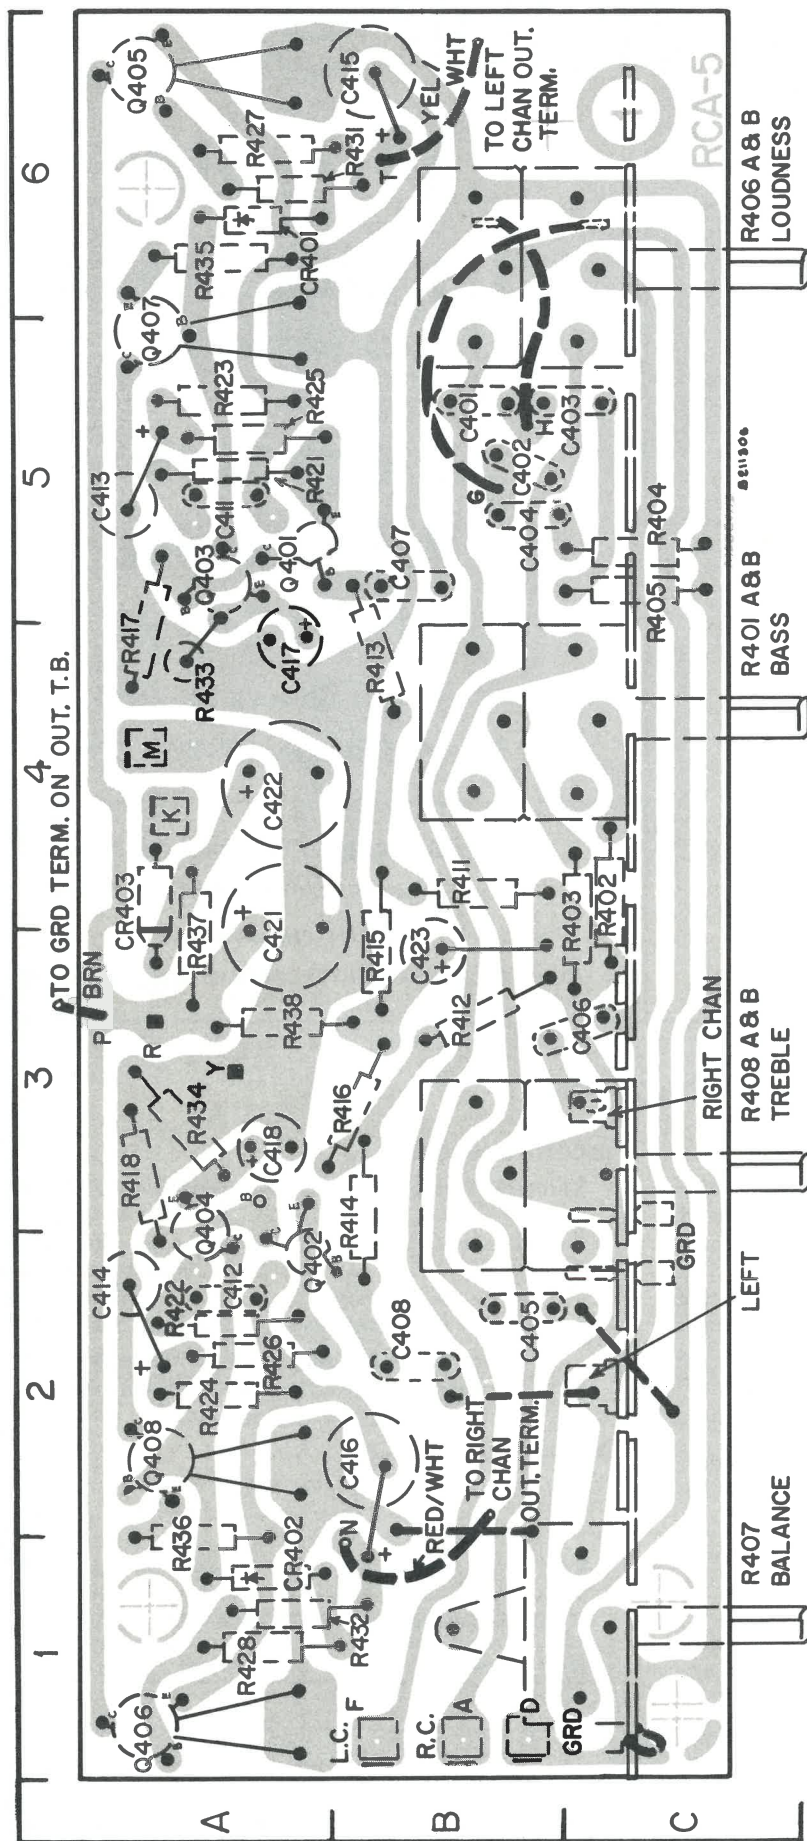 1
2
3
4
5
6
A
B
C
TO GRD TERM. ON OUT. T.B.
BRN
P
R
Q406
C
E
B
R428
R432
R436
CR402
Q408
C
B
E
C416
+
N
RED/WHT
TO RIGHT
CHAN
OUT. TERM.
L.C. F
R.C. A
D
GRD
R424
R426
R422
C412
C414
+
C408
C405
LEFT
GRD
Q404
E
C
Q402
B
C
E
B
R418
R434
Y
C418
+
R414
R416
RIGHT CHAN
C406
R412
R438
R415
C423
+
C421
+
R437
CR403
K
M
C422
+
R411
R403
R402
R417
R433
C417
+
R413
C407
Q403
B
E
Q401
C
B
E
C411
R421
R425
R423
C413
+
R405
R404
C404
C402
G
C401
C403
H
Q407
C
B
E
R435
CR401
R431
R427
Q405
C
B
E
C415
+
T
YEL/WHT
TO LEFT
CHAN OUT.
TERM.
RCA-5
A211306
R407
BALANCE
R408 A & B
TREBLE
R401 A & B
BASS
R406 A & B
LOUDNESS